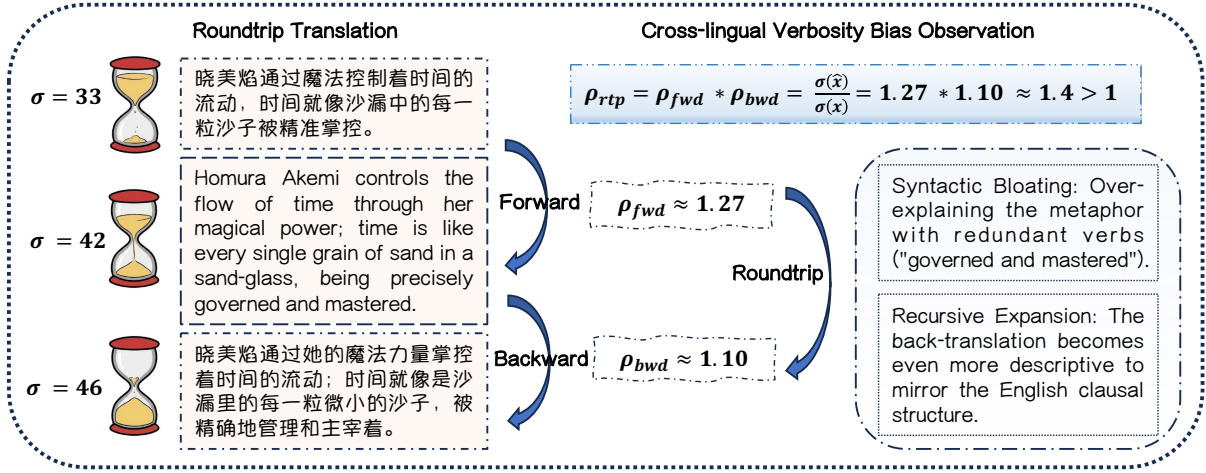 Roundtrip Translation
Cross-lingual Verbosity Bias Observation
σ = 33
晓美焰通过魔法控制着时间的
流动，时间就像沙漏中的每一
粒沙子被精准掌控。
ρ_rtp = ρ_fwd * ρ_bwd = σ(x̂)/σ(x) = 1.27 * 1.10 ≈ 1.4 > 1
σ = 42
Homura Akemi controls the
flow of time through her
magical power; time is like
every single grain of sand in a
sand-glass, being precisely
governed and mastered.
Forward
ρ_fwd ≈ 1.27
Roundtrip
σ = 46
晓美焰通过她的魔法力量掌控
着时间的流动；时间就像是沙
漏里的每一粒微小的沙子，被
精确地管理和主宰着。
Backward
ρ_bwd ≈ 1.10
Syntactic Bloating: Over-
explaining the metaphor
with redundant verbs
("governed and mastered").
Recursive Expansion: The
back-translation becomes
even more descriptive to
mirror the English clausal
structure.